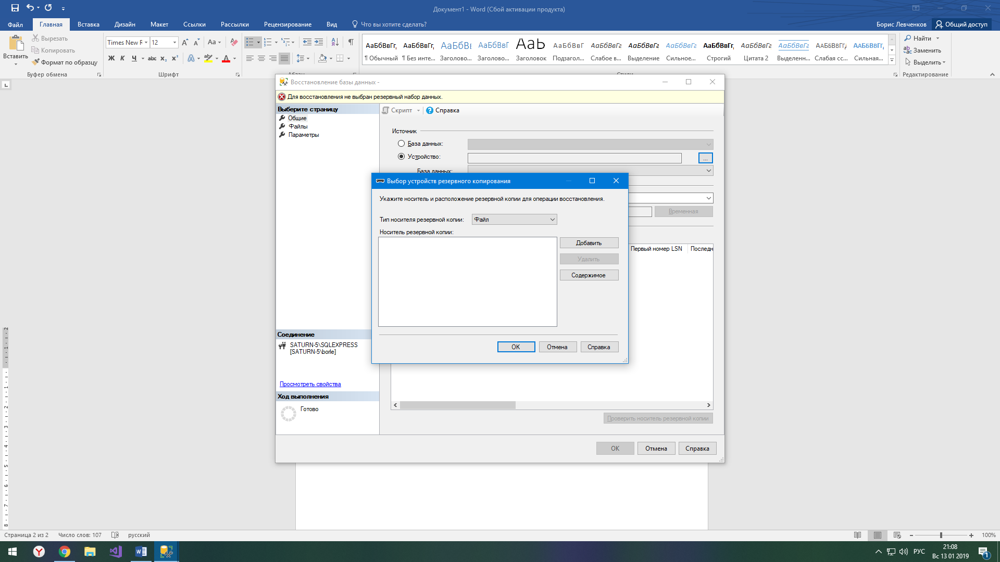 Документ1 - Word (Сбой активации продукта)
Файл Главная Вставка Дизайн Макет Ссылки Рассылки Рецензирование Вид Что вы хотите сделать? Борис Левченков Общий доступ
Вставить
Вырезать
Копировать
Формат по образцу
Буфер обмена
Times New R 12
Aa
Ж К Ч abc x₂ x²
Шрифт
АаБбВвГг, АаБбВвГг, АаБбВв АаБбВвГ АаЬ АаБбВвГ АаБбВвГг АаБбВвГг АаБбВвГг АаБбВвГг, АаБбВвГг АаБбВвГг ААББВВГГ, ААББВВГГ,
¶ Обычный ¶ Без инте... Заголово... Заголово... Заголовок Подзагол... Слабое в... Выделение Сильное... Строгий Цитата 2 Выделенн... Слабая сс... Сильная...
Найти
Заменить
Выделить
Редактирование
Восстановление базы данных -
Для восстановления не выбран резервный набор данных.
Выберите страницу
Общие
Файлы
Параметры
Скрипт Справка
Источник
База данных:
Устройство:
...
База данных:
Временная
Первый номер LSN Последн
Выбор устройств резервного копирования
Укажите носитель и расположение резервной копии для операции восстановления.
Тип носителя резервной копии: Файл
Носитель резервной копии:
Добавить
Удалить
Содержимое
OK Отмена Справка
Соединение
SATURN-5\SQLEXPRESS
[SATURN-5\borle]
Просмотреть свойства
Ход выполнения
Готово
Проверить носитель резервной копии
OK Отмена Справка
Страница 2 из 2 Число слов: 107 русский 100%
РУС
21:08
Вс 13 01 2019
1